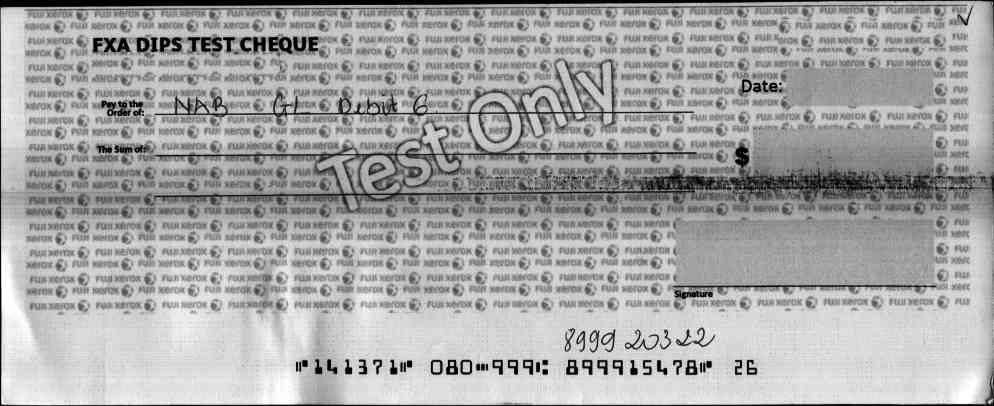 FXA DIPS TEST CHEQUE
Date:
Pay to the
Order of: NAB GI Debit 6
The Sum of:
$
Test Only
Signature
8999 20322
⑈141371⑈ 080⑉999⑆ 899915478⑈ 26